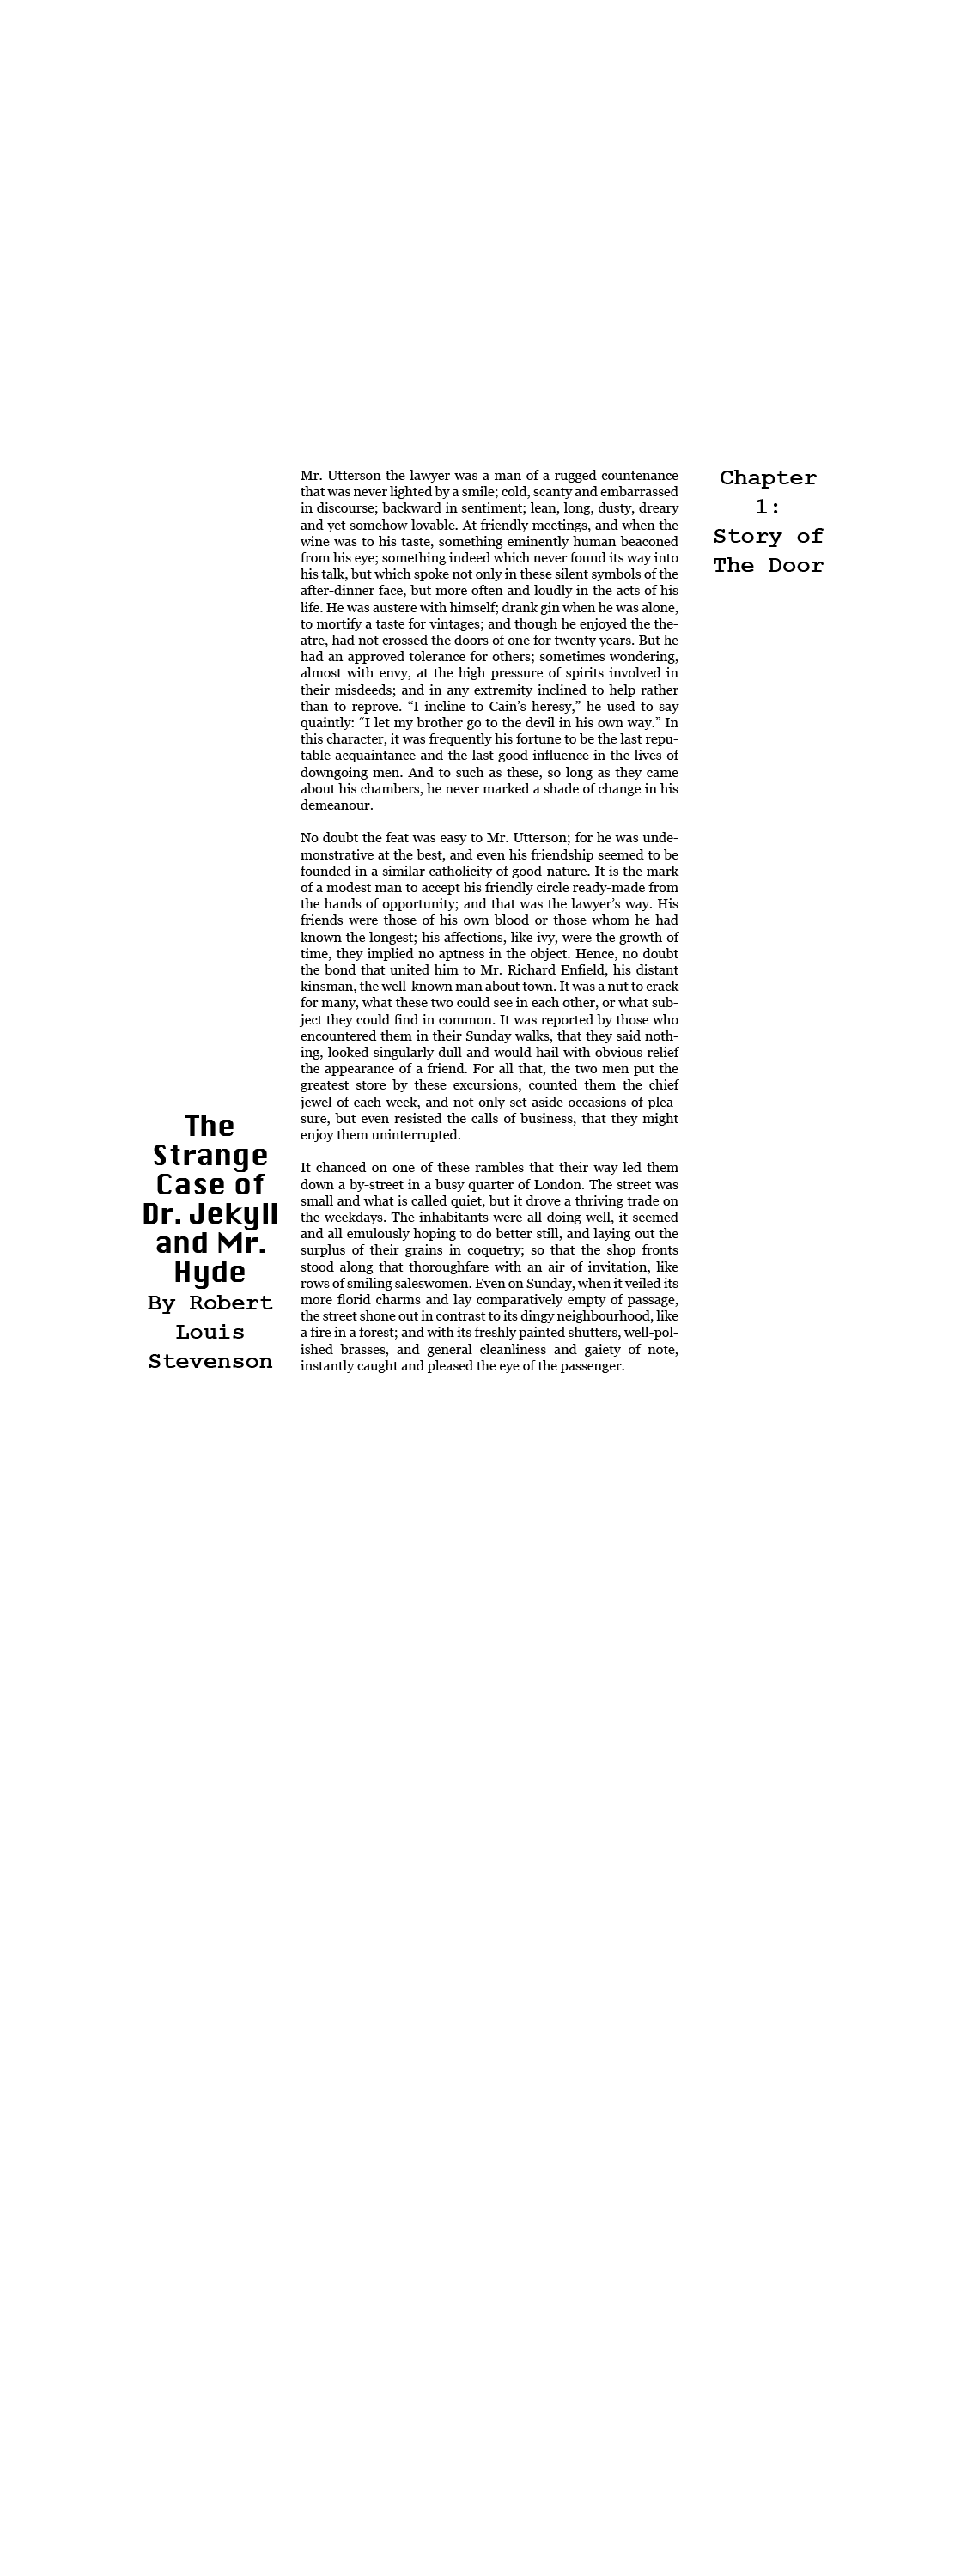 The
Strange
Case of
Dr. Jekyll
and Mr.
Hyde
By Robert
Louis
Stevenson
Chapter
1:
Story of
The Door
Mr. Utterson the lawyer was a man of a rugged countenance
that was never lighted by a smile; cold, scanty and embarrassed
in discourse; backward in sentiment; lean, long, dusty, dreary
and yet somehow lovable. At friendly meetings, and when the
wine was to his taste, something eminently human beaconed
from his eye; something indeed which never found its way into
his talk, but which spoke not only in these silent symbols of the
after-dinner face, but more often and loudly in the acts of his
life. He was austere with himself; drank gin when he was alone,
to mortify a taste for vintages; and though he enjoyed the the-
atre, had not crossed the doors of one for twenty years. But he
had an approved tolerance for others; sometimes wondering,
almost with envy, at the high pressure of spirits involved in
their misdeeds; and in any extremity inclined to help rather
than to reprove. “I incline to Cain’s heresy,” he used to say
quaintly: “I let my brother go to the devil in his own way.” In
this character, it was frequently his fortune to be the last repu-
table acquaintance and the last good influence in the lives of
downgoing men. And to such as these, so long as they came
about his chambers, he never marked a shade of change in his
demeanour.
No doubt the feat was easy to Mr. Utterson; for he was unde-
monstrative at the best, and even his friendship seemed to be
founded in a similar catholicity of good-nature. It is the mark
of a modest man to accept his friendly circle ready-made from
the hands of opportunity; and that was the lawyer’s way. His
friends were those of his own blood or those whom he had
known the longest; his affections, like ivy, were the growth of
time, they implied no aptness in the object. Hence, no doubt
the bond that united him to Mr. Richard Enfield, his distant
kinsman, the well-known man about town. It was a nut to crack
for many, what these two could see in each other, or what sub-
ject they could find in common. It was reported by those who
encountered them in their Sunday walks, that they said noth-
ing, looked singularly dull and would hail with obvious relief
the appearance of a friend. For all that, the two men put the
greatest store by these excursions, counted them the chief
jewel of each week, and not only set aside occasions of plea-
sure, but even resisted the calls of business, that they might
enjoy them uninterrupted.
It chanced on one of these rambles that their way led them
down a by-street in a busy quarter of London. The street was
small and what is called quiet, but it drove a thriving trade on
the weekdays. The inhabitants were all doing well, it seemed
and all emulously hoping to do better still, and laying out the
surplus of their grains in coquetry; so that the shop fronts
stood along that thoroughfare with an air of invitation, like
rows of smiling saleswomen. Even on Sunday, when it veiled its
more florid charms and lay comparatively empty of passage,
the street shone out in contrast to its dingy neighbourhood, like
a fire in a forest; and with its freshly painted shutters, well-pol-
ished brasses, and general cleanliness and gaiety of note,
instantly caught and pleased the eye of the passenger.